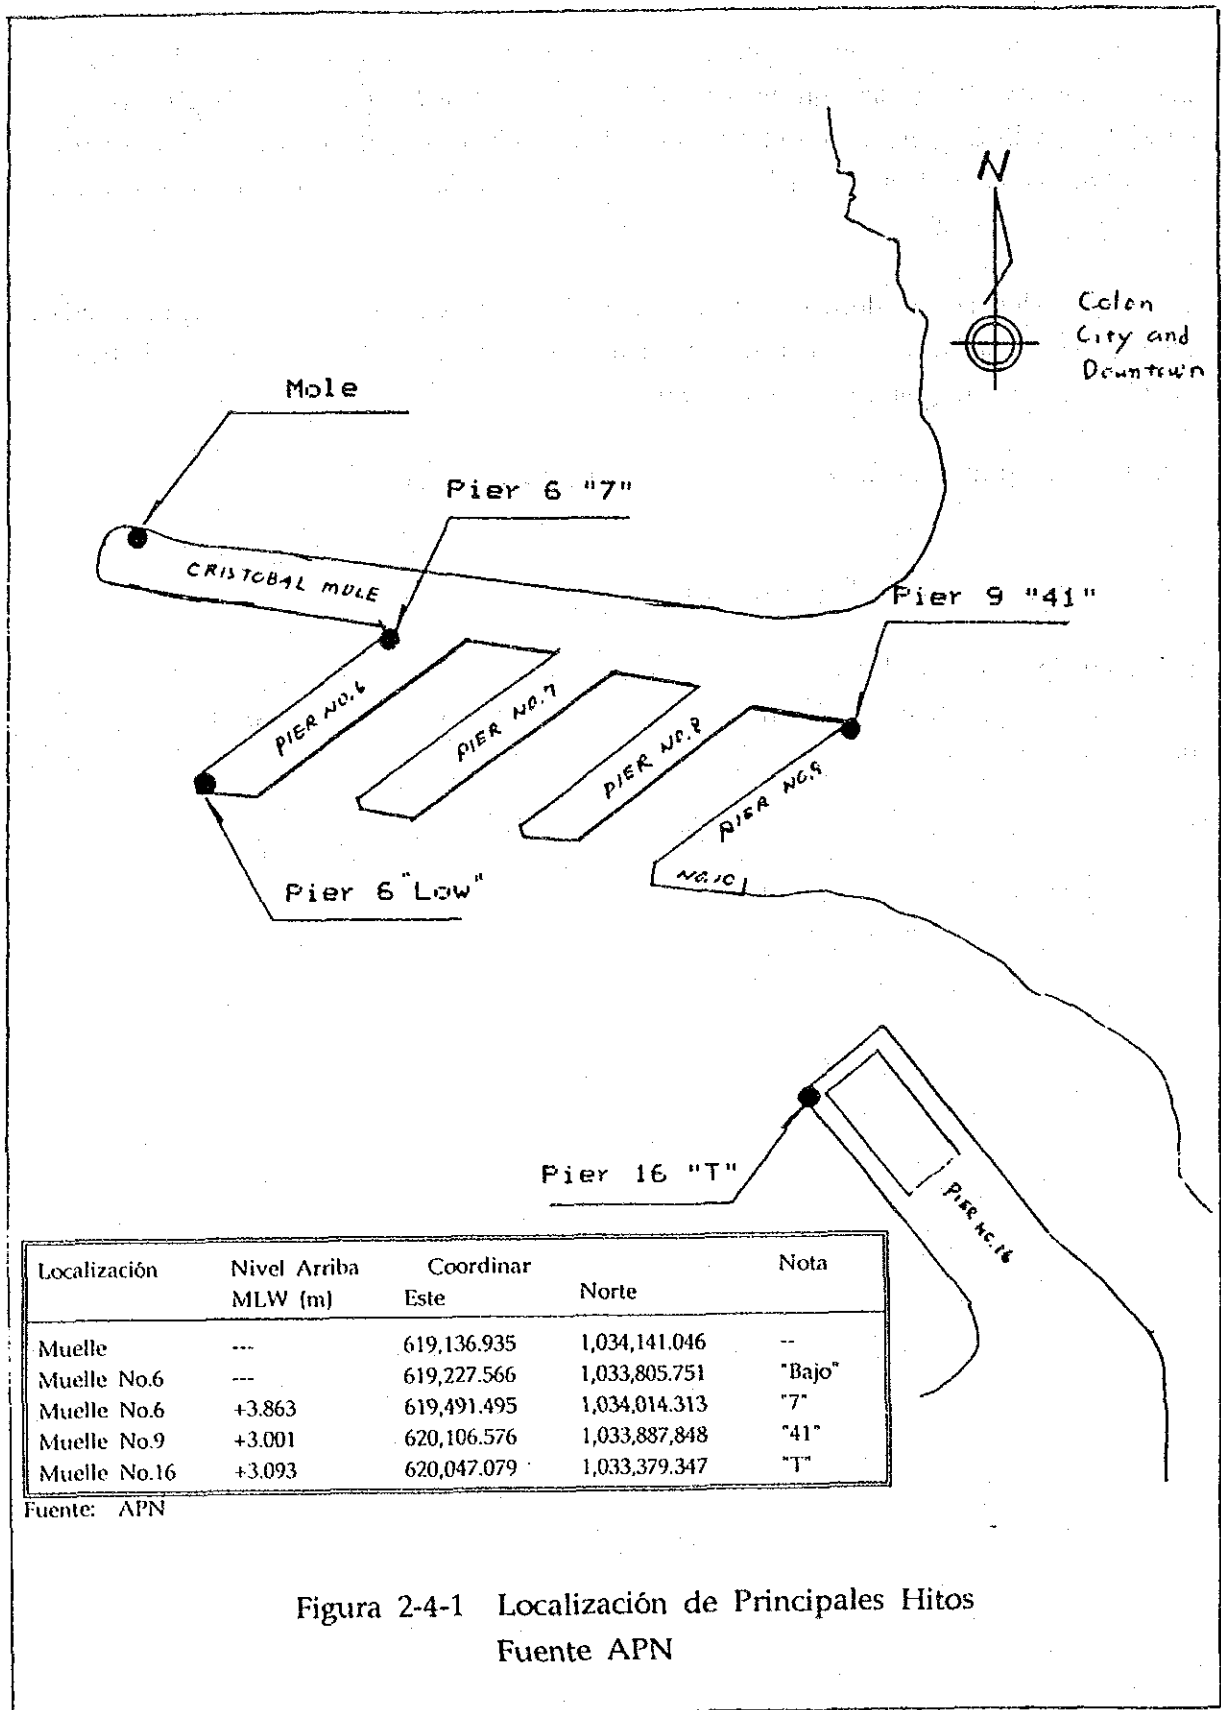 N
Colon
City and
Downtown
Mole
Pier 6 "7"
CRISTOBAL MOLE
Pier 9 "41"
PIER NO.6
PIER NO.7
PIER NO.8
PIER NO.9
NO.10
Pier 6 "Low"
Pier 16 "T"
PIER NO.16
Localización Nivel Arriba Coordinar Nota
MLW (m) Este Norte
Muelle --- 619,136.935 1,034,141.046 --
Muelle No.6 --- 619,227.566 1,033,805.751 "Bajo"
Muelle No.6 +3.863 619,491.495 1,034,014.313 "7"
Muelle No.9 +3.001 620,106.576 1,033,887,848 "41"
Muelle No.16 +3.093 620,047.079 1,033,379.347 "T"
Fuente: APN
Figura 2-4-1 Localización de Principales Hitos
Fuente APN